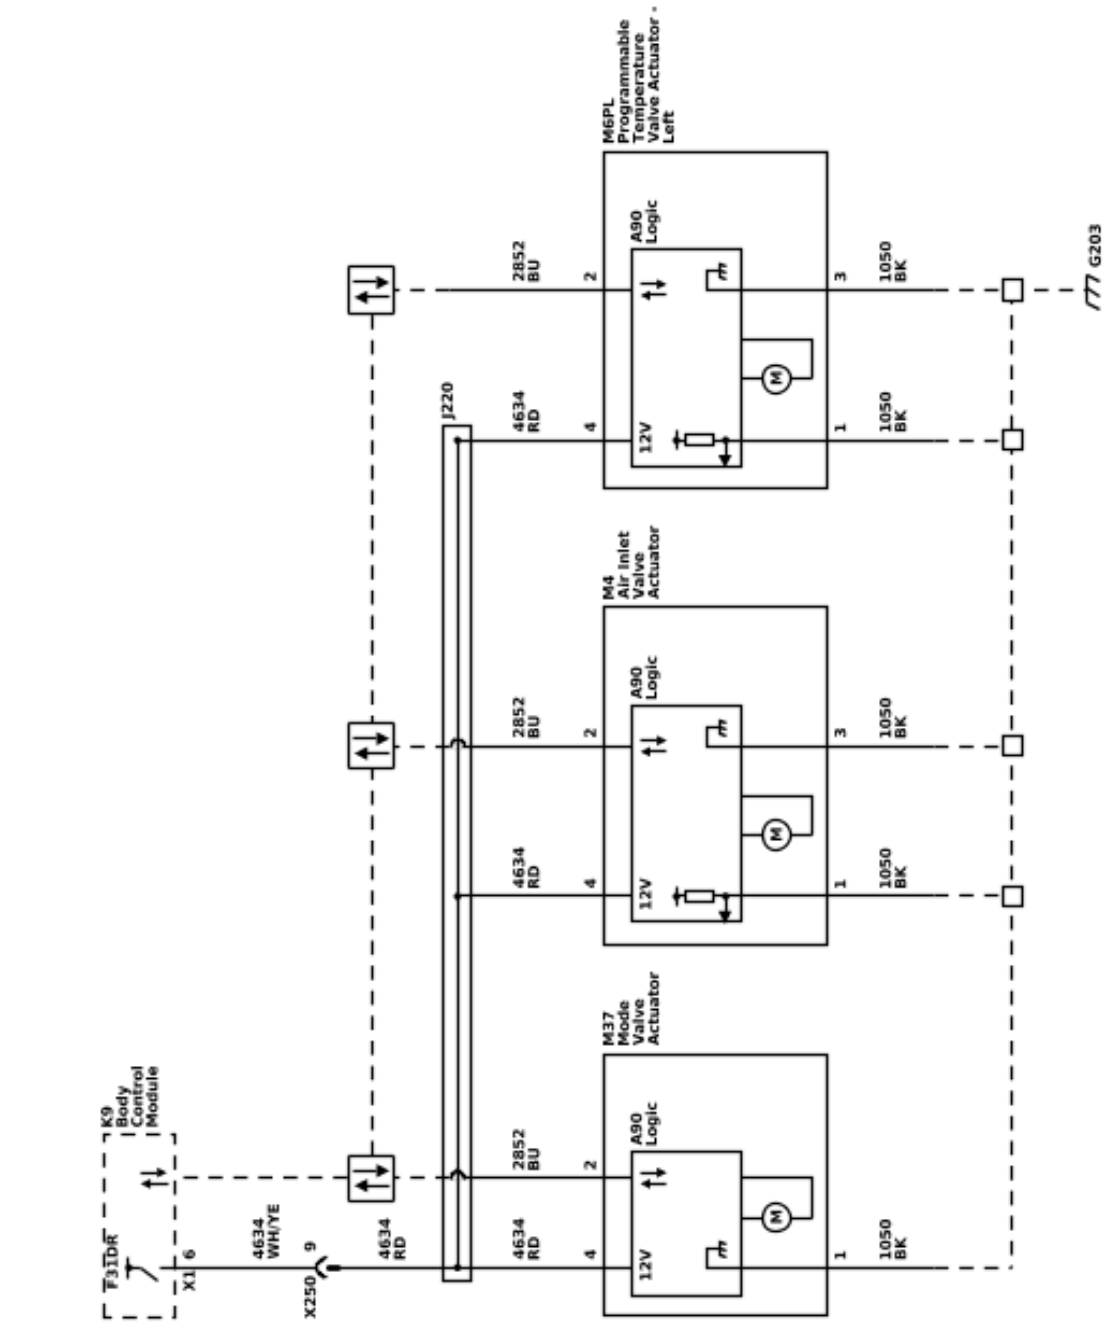 K9
Body
Control
Module
F31DR
X1
6
4634
WH/YE
X250
9
4634
RD
J220
4634
RD
2852
BU
4634
RD
2852
BU
4634
RD
2852
BU
4
2
4
2
4
2
M37
Mode
Valve
Actuator
M4
Air Inlet
Valve
Actuator
M6PL
Programmable
Temperature
Valve Actuator -
Left
12V
A90
Logic
M
12V
A90
Logic
M
12V
A90
Logic
M
1
1
3
1
3
1050
BK
1050
BK
1050
BK
1050
BK
1050
BK
G203